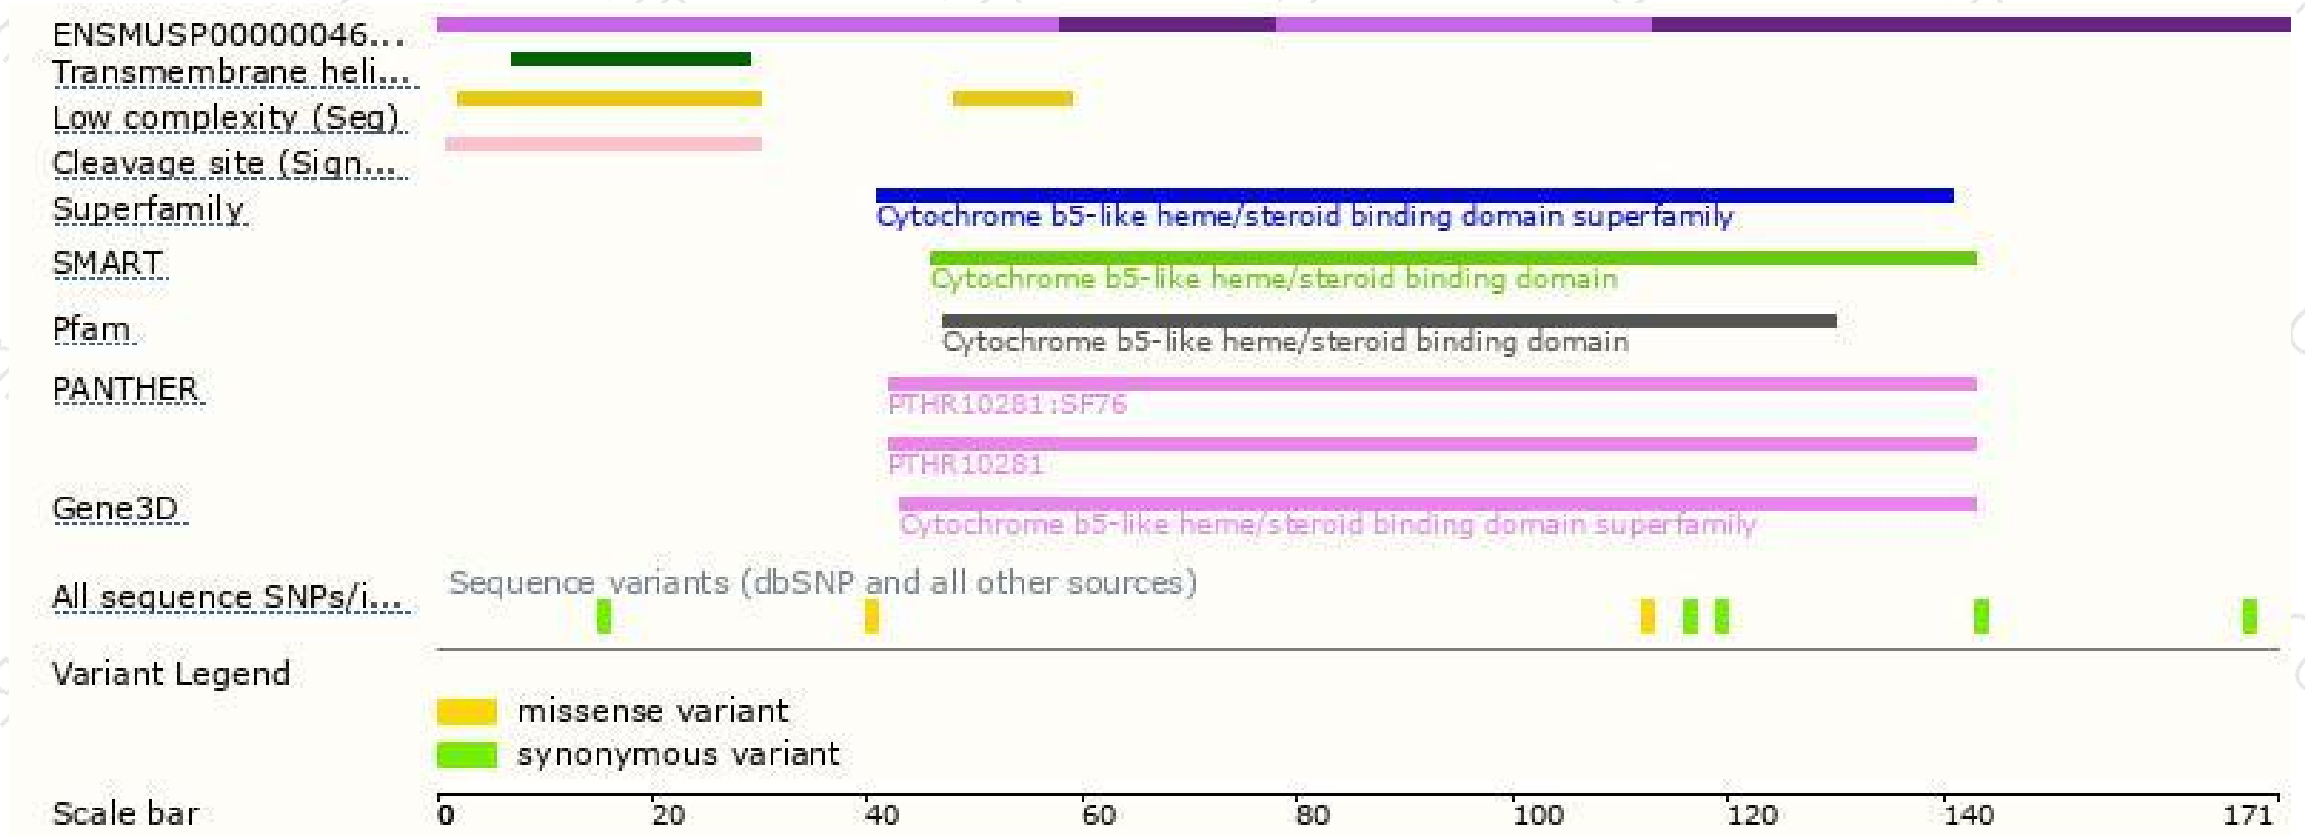 ENSMUSP00000046...
Transmembrane heli...
Low complexity (Seg)
Cleavage site (Sign...
Superfamily
Cytochrome b5-like heme/steroid binding domain superfamily
SMART
Cytochrome b5-like heme/steroid binding domain
Pfam
Cytochrome b5-like heme/steroid binding domain
PANTHER
PTHR10281:SF76
PTHR10281
Gene3D
Cytochrome b5-like heme/steroid binding domain superfamily
All sequence SNPs/i...
Sequence variants (dbSNP and all other sources)
Variant Legend
missense variant
synonymous variant
Scale bar
0 20 40 60 80 100 120 140 171